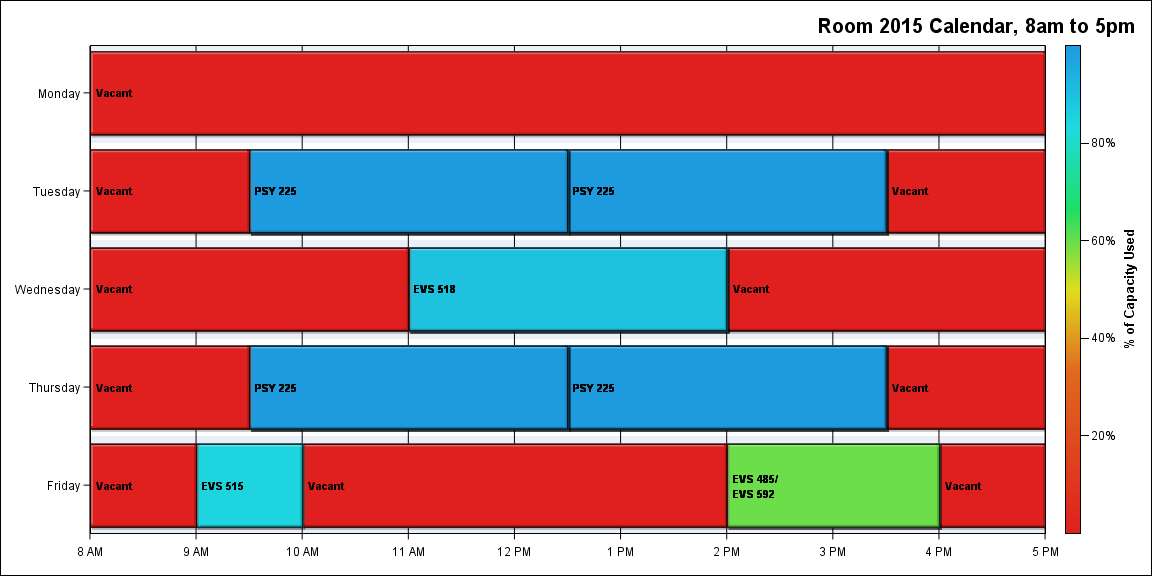 Room 2015 Calendar, 8am to 5pm
Monday
Vacant
Tuesday
Vacant
PSY 225
PSY 225
Vacant
Wednesday
Vacant
EVS 518
Vacant
Thursday
Vacant
PSY 225
PSY 225
Vacant
Friday
Vacant
EVS 515
Vacant
EVS 485/
EVS 592
Vacant
8 AM
9 AM
10 AM
11 AM
12 PM
1 PM
2 PM
3 PM
4 PM
5 PM
80%
60%
40%
20%
% of Capacity Used